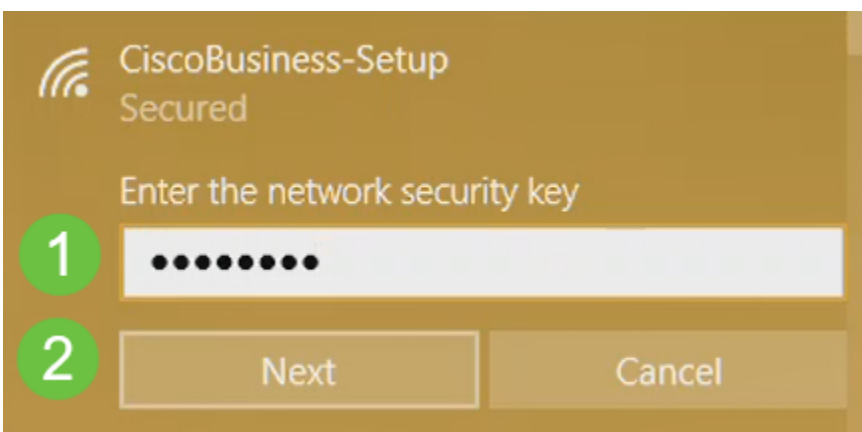 CiscoBusiness-Setup
Secured
Enter the network security key
1 ••••••••
2 Next Cancel